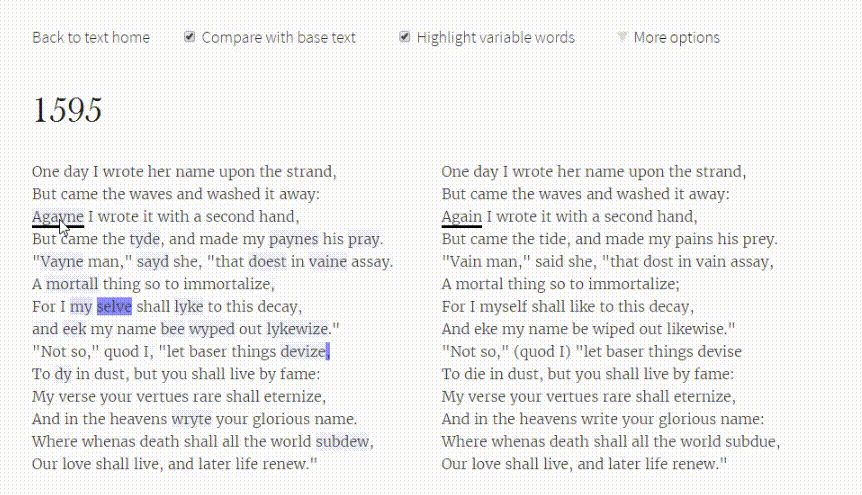 Back to text home Compare with base text Highlight variable words More options
1595
One day I wrote her name upon the strand,
But came the waves and washed it away:
Agayne I wrote it with a second hand,
But came the tyde, and made my paynes his pray.
"Vayne man," sayd she, "that doest in vaine assay.
A mortall thing so to immortalize,
For I my selve shall lyke to this decay,
and eek my name bee wyped out lykewize."
"Not so," quod I, "let baser things devize,
To dy in dust, but you shall live by fame:
My verse your vertues rare shall eternize,
And in the heavens wryte your glorious name.
Where whenas death shall all the world subdew,
Our love shall live, and later life renew."
One day I wrote her name upon the strand,
But came the waves and washed it away:
Again I wrote it with a second hand,
But came the tide, and made my pains his prey.
"Vain man," said she, "that dost in vain assay,
A mortal thing so to immortalize;
For I myself shall like to this decay,
And eke my name be wiped out likewise."
"Not so," (quod I) "let baser things devise
To die in dust, but you shall live by fame:
My verse your vertues rare shall eternize,
And in the heavens write your glorious name:
Where whenas death shall all the world subdue,
Our love shall live, and later life renew."